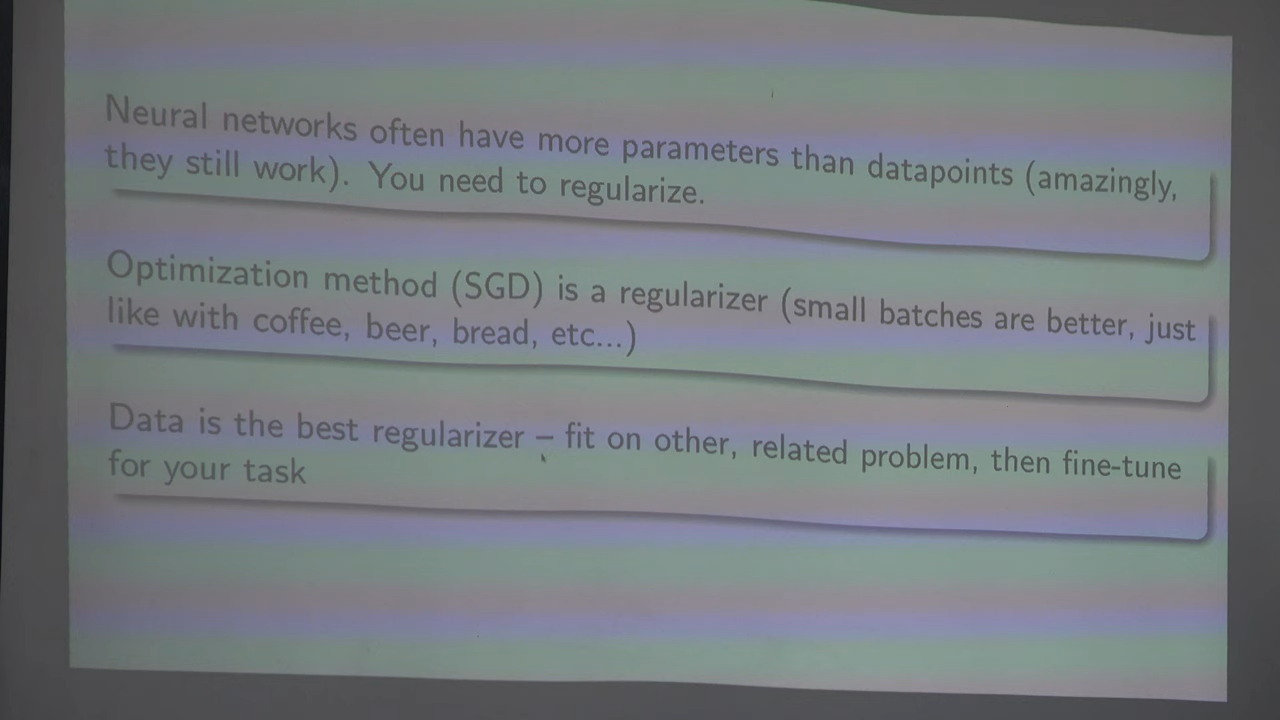 Neural networks often have more parameters than datapoints (amazingly,
they still work). You need to regularize.
Optimization method (SGD) is a regularizer (small batches are better, just
like with coffee, beer, bread, etc...)
Data is the best regularizer – fit on other, related problem, then fine-tune
for your task